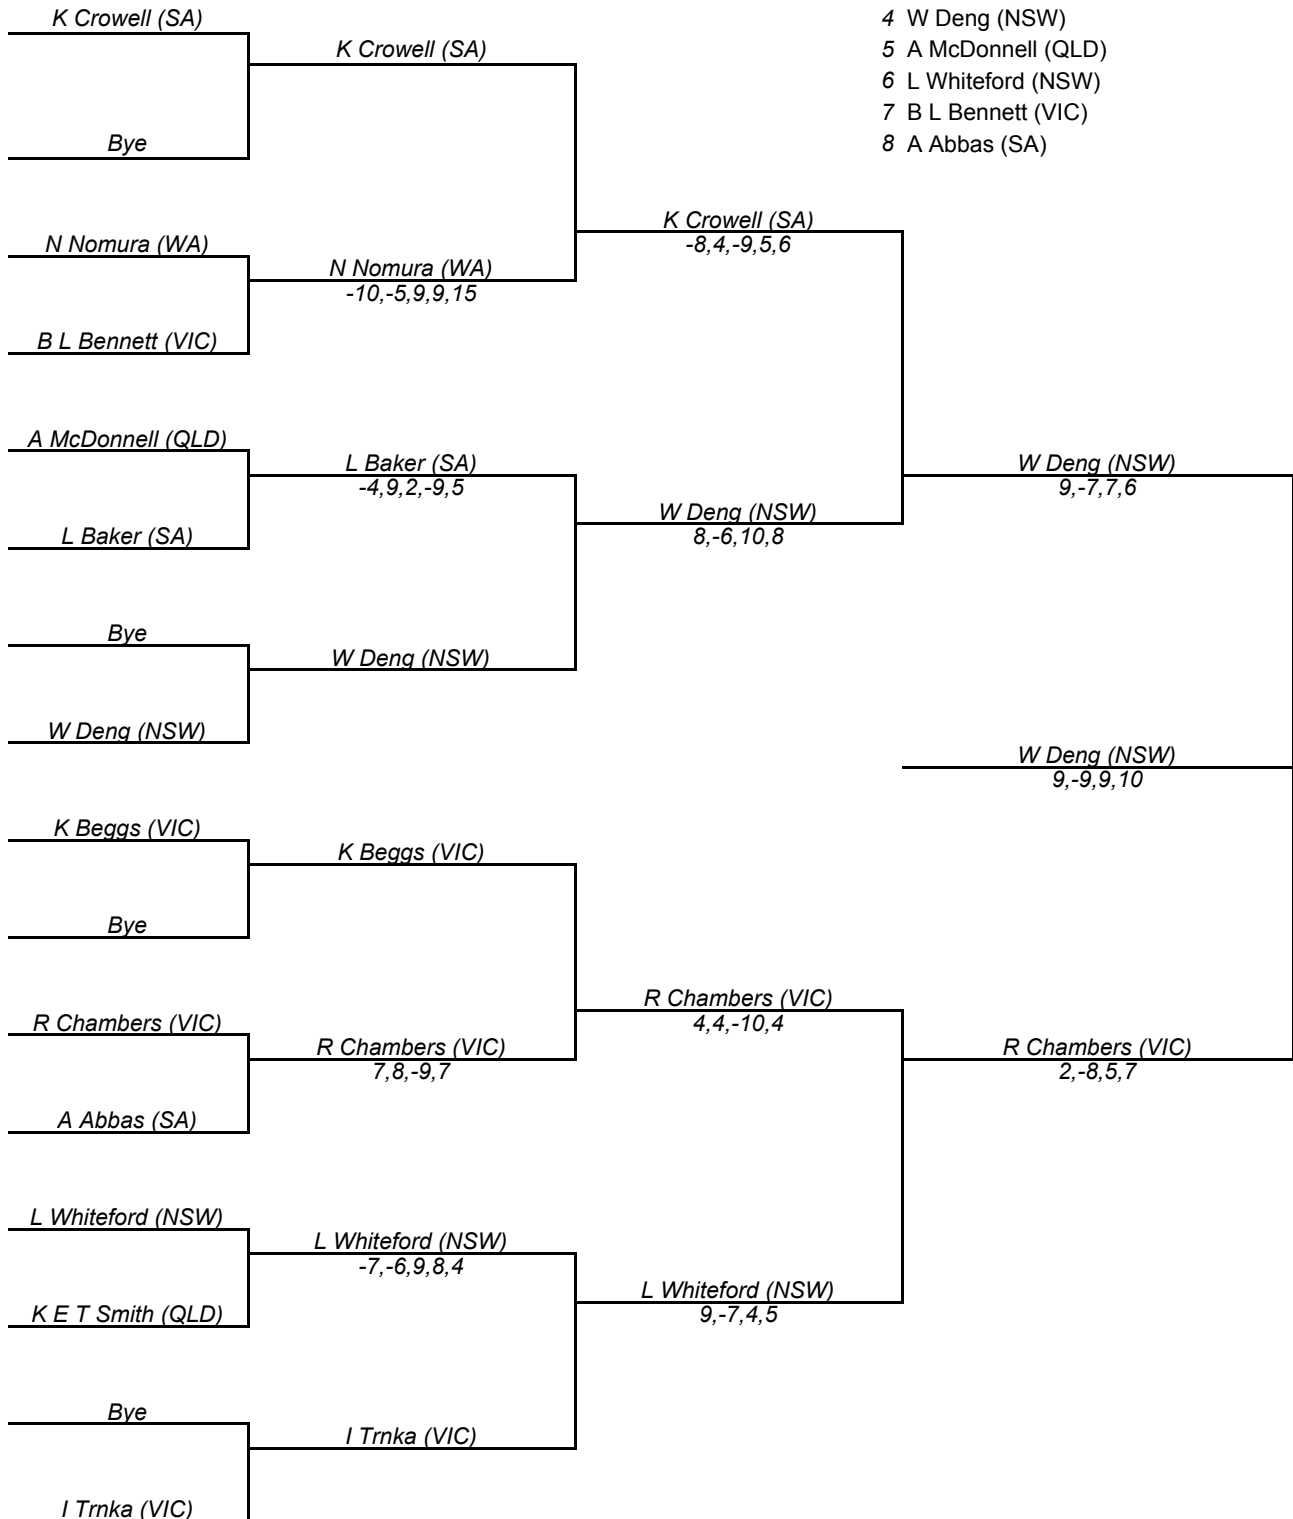 K Crowell (SA)
4 W Deng (NSW)
K Crowell (SA)
5 A McDonnell (QLD)
6 L Whiteford (NSW)
7 B L Bennett (VIC)
Bye
8 A Abbas (SA)
K Crowell (SA)
-8,4,-9,5,6
N Nomura (WA)
N Nomura (WA)
-10,-5,9,9,15
B L Bennett (VIC)
A McDonnell (QLD)
L Baker (SA)
-4,9,2,-9,5
W Deng (NSW)
9,-7,7,6
W Deng (NSW)
8,-6,10,8
L Baker (SA)
Bye
W Deng (NSW)
W Deng (NSW)
W Deng (NSW)
9,-9,9,10
K Beggs (VIC)
K Beggs (VIC)
Bye
R Chambers (VIC)
4,4,-10,4
R Chambers (VIC)
R Chambers (VIC)
7,8,-9,7
R Chambers (VIC)
2,-8,5,7
A Abbas (SA)
L Whiteford (NSW)
L Whiteford (NSW)
-7,-6,9,8,4
L Whiteford (NSW)
9,-7,4,5
K E T Smith (QLD)
Bye
I Trnka (VIC)
I Trnka (VIC)